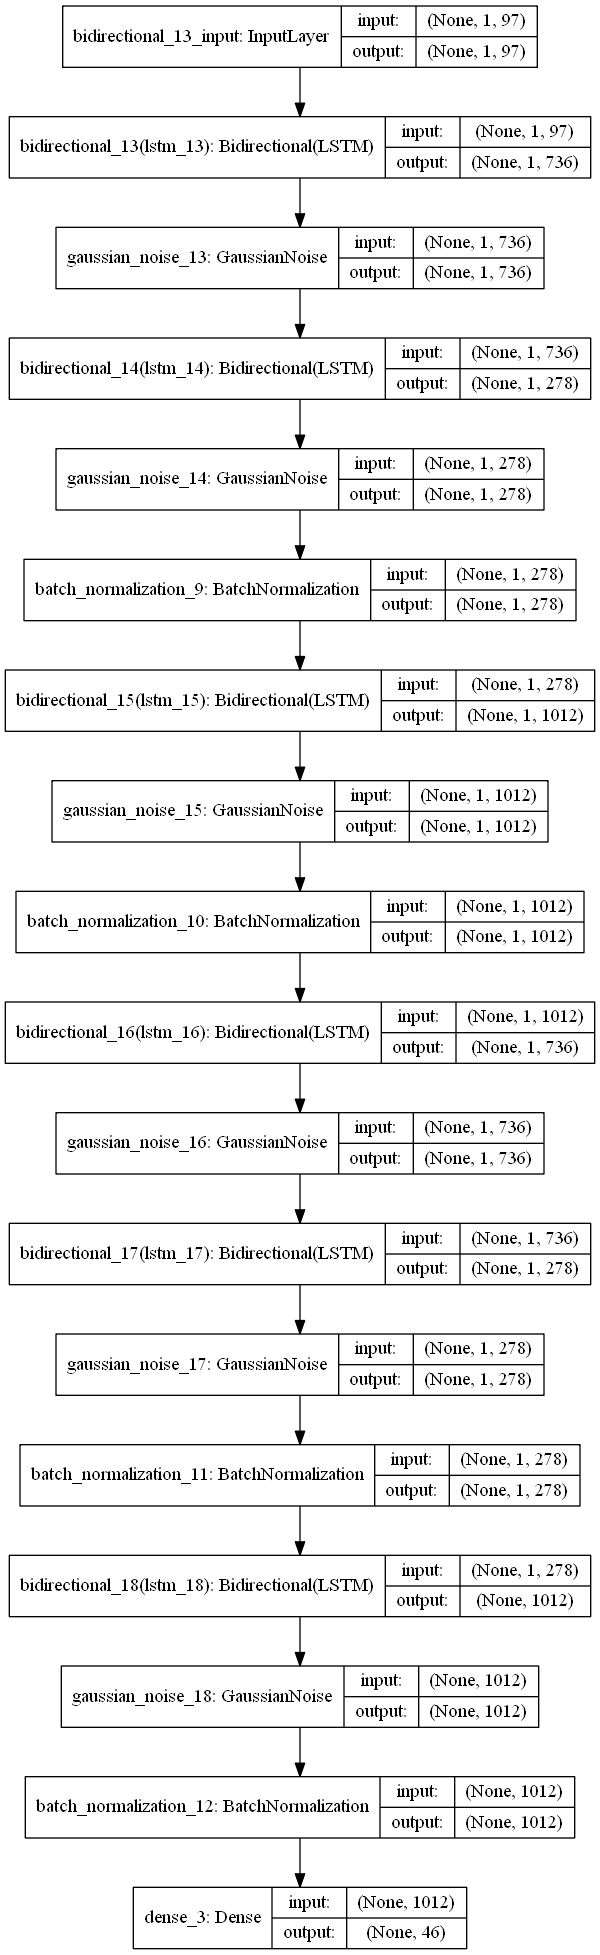 bidirectional_13_input: InputLayer
input: (None, 1, 97)
output: (None, 1, 97)
bidirectional_13(lstm_13): Bidirectional(LSTM)
input: (None, 1, 97)
output: (None, 1, 736)
gaussian_noise_13: GaussianNoise
input: (None, 1, 736)
output: (None, 1, 736)
bidirectional_14(lstm_14): Bidirectional(LSTM)
input: (None, 1, 736)
output: (None, 1, 278)
gaussian_noise_14: GaussianNoise
input: (None, 1, 278)
output: (None, 1, 278)
batch_normalization_9: BatchNormalization
input: (None, 1, 278)
output: (None, 1, 278)
bidirectional_15(lstm_15): Bidirectional(LSTM)
input: (None, 1, 278)
output: (None, 1, 1012)
gaussian_noise_15: GaussianNoise
input: (None, 1, 1012)
output: (None, 1, 1012)
batch_normalization_10: BatchNormalization
input: (None, 1, 1012)
output: (None, 1, 1012)
bidirectional_16(lstm_16): Bidirectional(LSTM)
input: (None, 1, 1012)
output: (None, 1, 736)
gaussian_noise_16: GaussianNoise
input: (None, 1, 736)
output: (None, 1, 736)
bidirectional_17(lstm_17): Bidirectional(LSTM)
input: (None, 1, 736)
output: (None, 1, 278)
gaussian_noise_17: GaussianNoise
input: (None, 1, 278)
output: (None, 1, 278)
batch_normalization_11: BatchNormalization
input: (None, 1, 278)
output: (None, 1, 278)
bidirectional_18(lstm_18): Bidirectional(LSTM)
input: (None, 1, 278)
output: (None, 1012)
gaussian_noise_18: GaussianNoise
input: (None, 1012)
output: (None, 1012)
batch_normalization_12: BatchNormalization
input: (None, 1012)
output: (None, 1012)
dense_3: Dense
input: (None, 1012)
output: (None, 46)